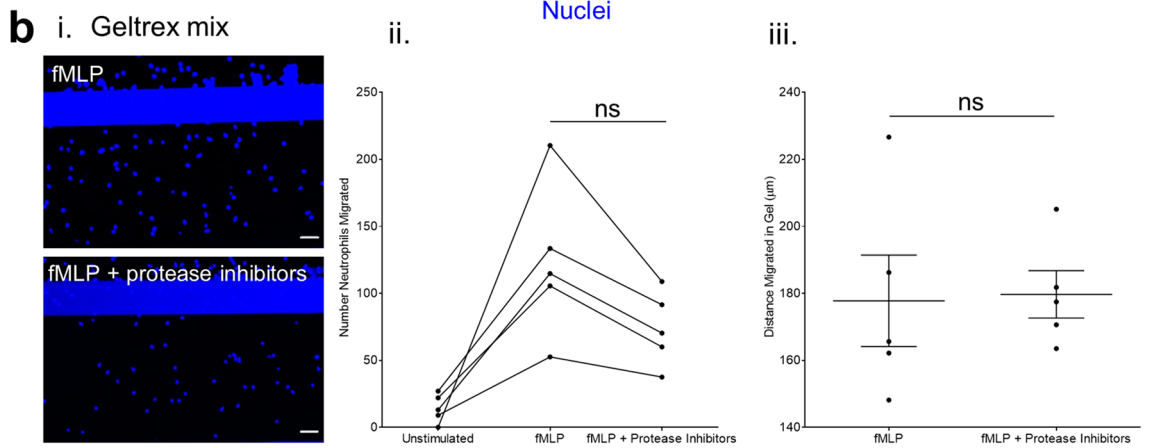 Nuclei
b i. Geltrex mix
ii.
iii.
fMLP
fMLP + protease inhibitors
ns
Number Neutrophils Migrated
250
200
150
100
50
0
Unstimulated fMLP fMLP + Protease Inhibitors
ns
Distance Migrated in Gel (µm)
240
220
200
180
160
140
fMLP fMLP + Protease Inhibitors